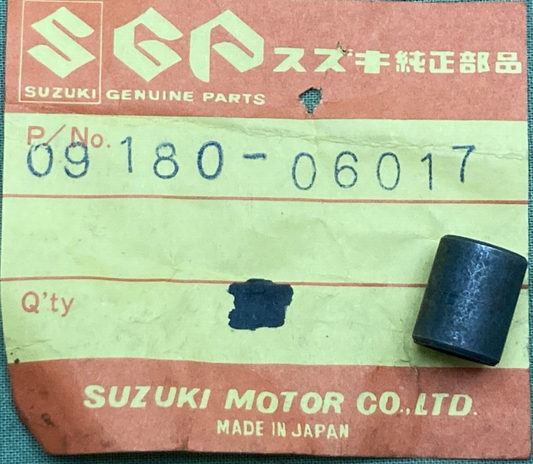 SGP スズキ純正部品
SUZUKI GENUINE PARTS
P/No.
09180-06017
Q'ty
SUZUKI MOTOR CO.,LTD.
MADE IN JAPAN